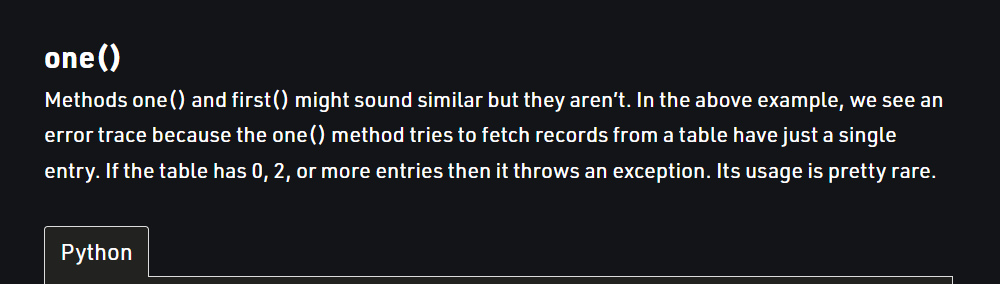 one()
Methods one() and first() might sound similar but they aren’t. In the above example, we see an
error trace because the one() method tries to fetch records from a table have just a single
entry. If the table has 0, 2, or more entries then it throws an exception. Its usage is pretty rare.
Python